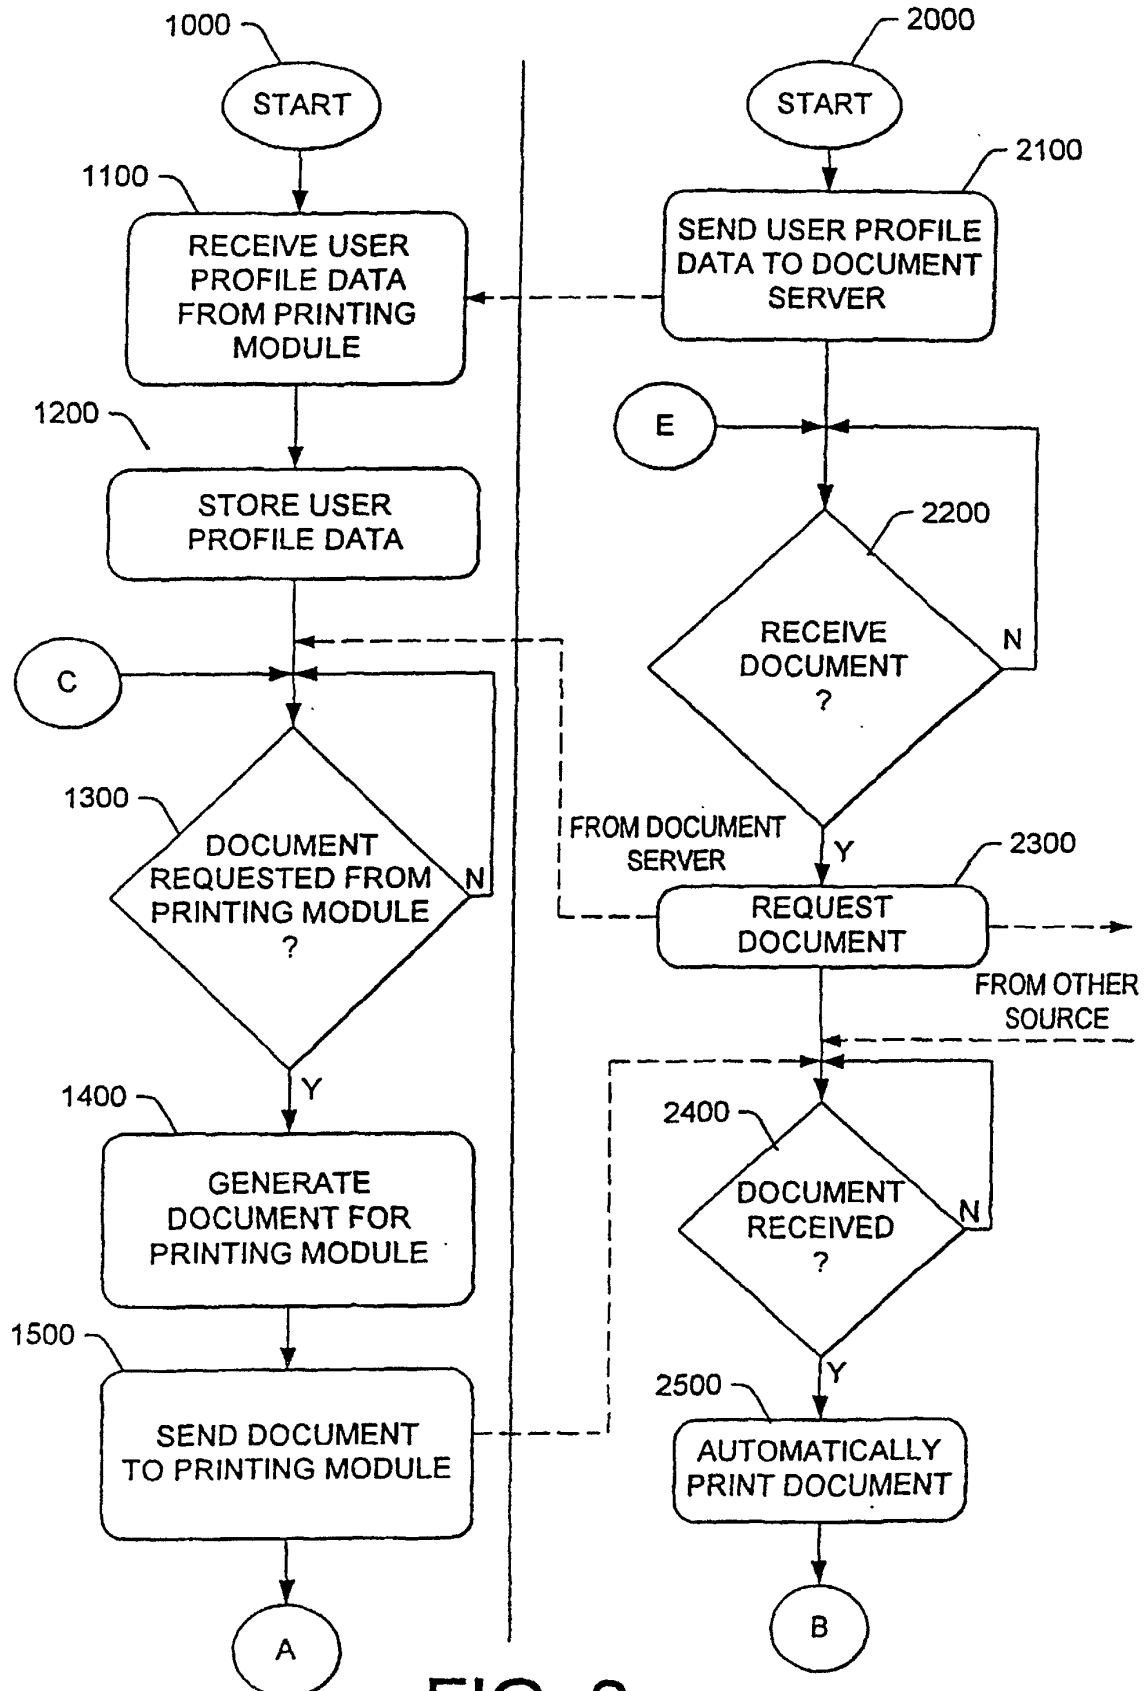 1000
START
1100
RECEIVE USER
PROFILE DATA
FROM PRINTING
MODULE
1200
STORE USER
PROFILE DATA
C
1300
DOCUMENT
REQUESTED FROM
PRINTING MODULE
?
N
Y
1400
GENERATE
DOCUMENT FOR
PRINTING MODULE
1500
SEND DOCUMENT
TO PRINTING MODULE
A
2000
START
2100
SEND USER PROFILE
DATA TO DOCUMENT
SERVER
E
2200
RECEIVE
DOCUMENT
?
N
Y
FROM DOCUMENT
SERVER
2300
REQUEST
DOCUMENT
FROM OTHER
SOURCE
2400
DOCUMENT
RECEIVED
?
N
Y
2500
AUTOMATICALLY
PRINT DOCUMENT
B